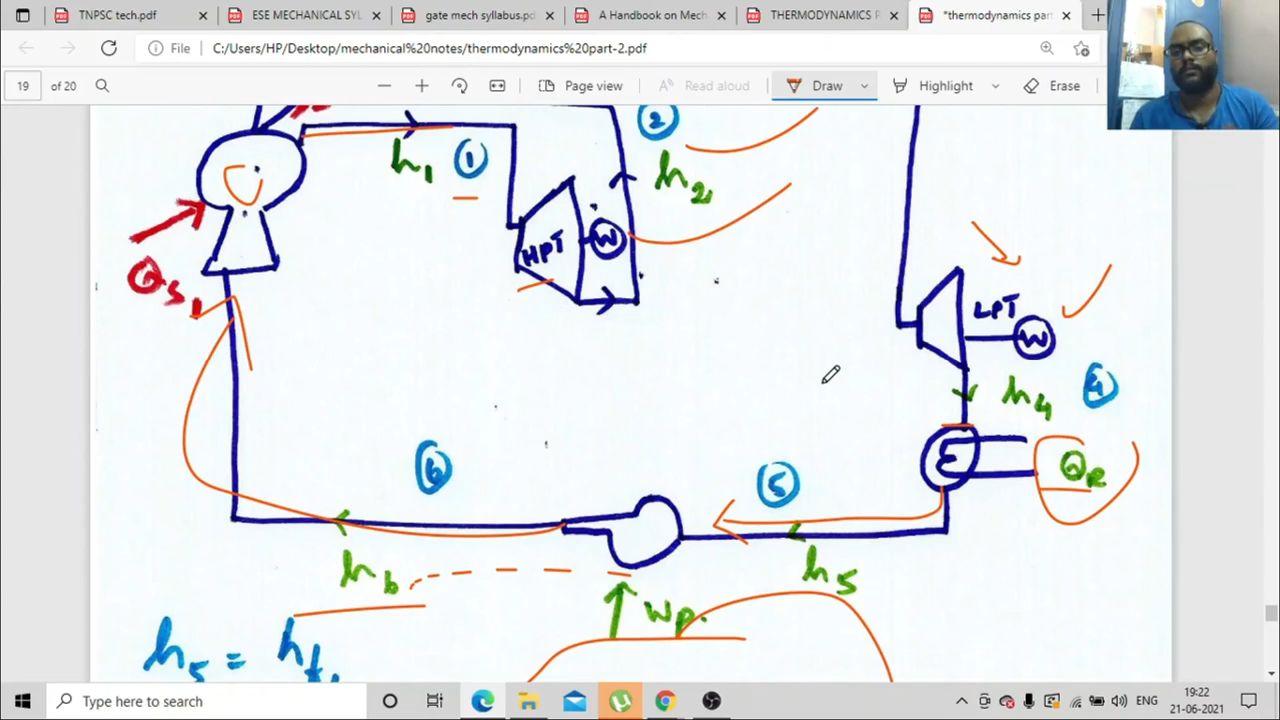 TNPSC tech.pdf
ESE MECHANICAL SYL
gate mech syllabus.pd
A Handbook on Mech
THERMODYNAMICS P
*thermodynamics par
File
C:/Users/HP/Desktop/mechanical%20notes/thermodynamics%20part-2.pdf
19 of 20
Page view
Read aloud
Draw
Highlight
Erase
h1
1
2
h2
HPT
W
QS1
LPT
W
h4
4
QR
6
5
h6
h5
WP.
h5 = hf
Type here to search
ENG
19:22
21-06-2021